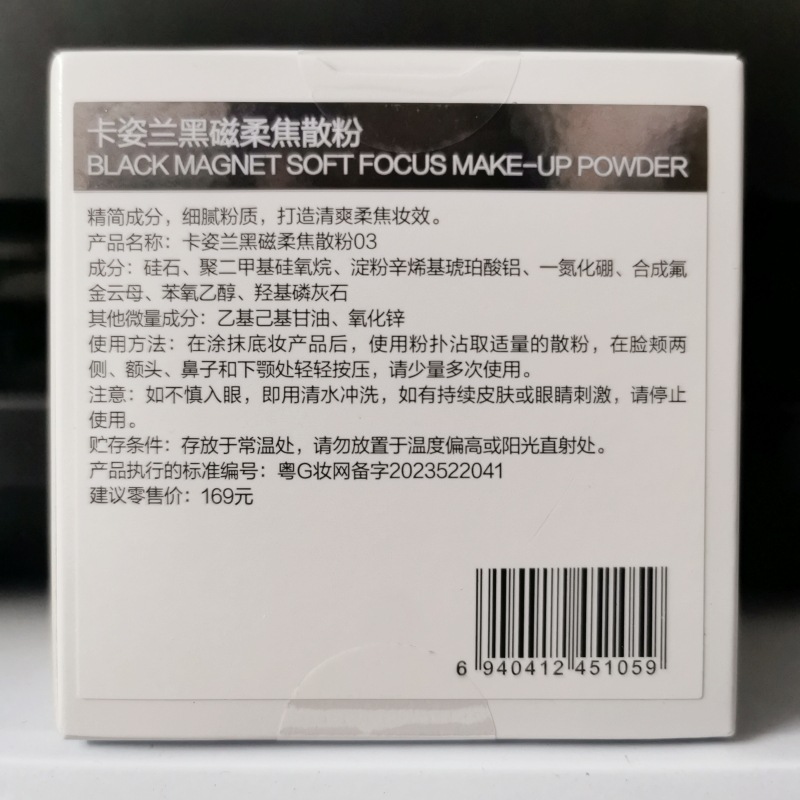 卡姿兰黑磁柔焦散粉
BLACK MAGNET SOFT FOCUS MAKE-UP POWDER
精简成分，细腻粉质，打造清爽柔焦妆效。
产品名称：卡姿兰黑磁柔焦散粉03
成分：硅石、聚二甲基硅氧烷、淀粉辛烯基琥珀酸铝、一氮化硼、合成氟
金云母、苯氧乙醇、羟基磷灰石
其他微量成分：乙基己基甘油、氧化锌
使用方法：在涂抹底妆产品后，使用粉扑沾取适量的散粉，在脸颊两
侧、额头、鼻子和下颚处轻轻按压，请少量多次使用。
注意：如不慎入眼，即用清水冲洗，如有持续皮肤或眼睛刺激，请停止
使用。
贮存条件：存放于常温处，请勿放置于温度偏高或阳光直射处。
产品执行的标准编号：粤G妆网备字2023522041
建议零售价：169元
6 940412 451059